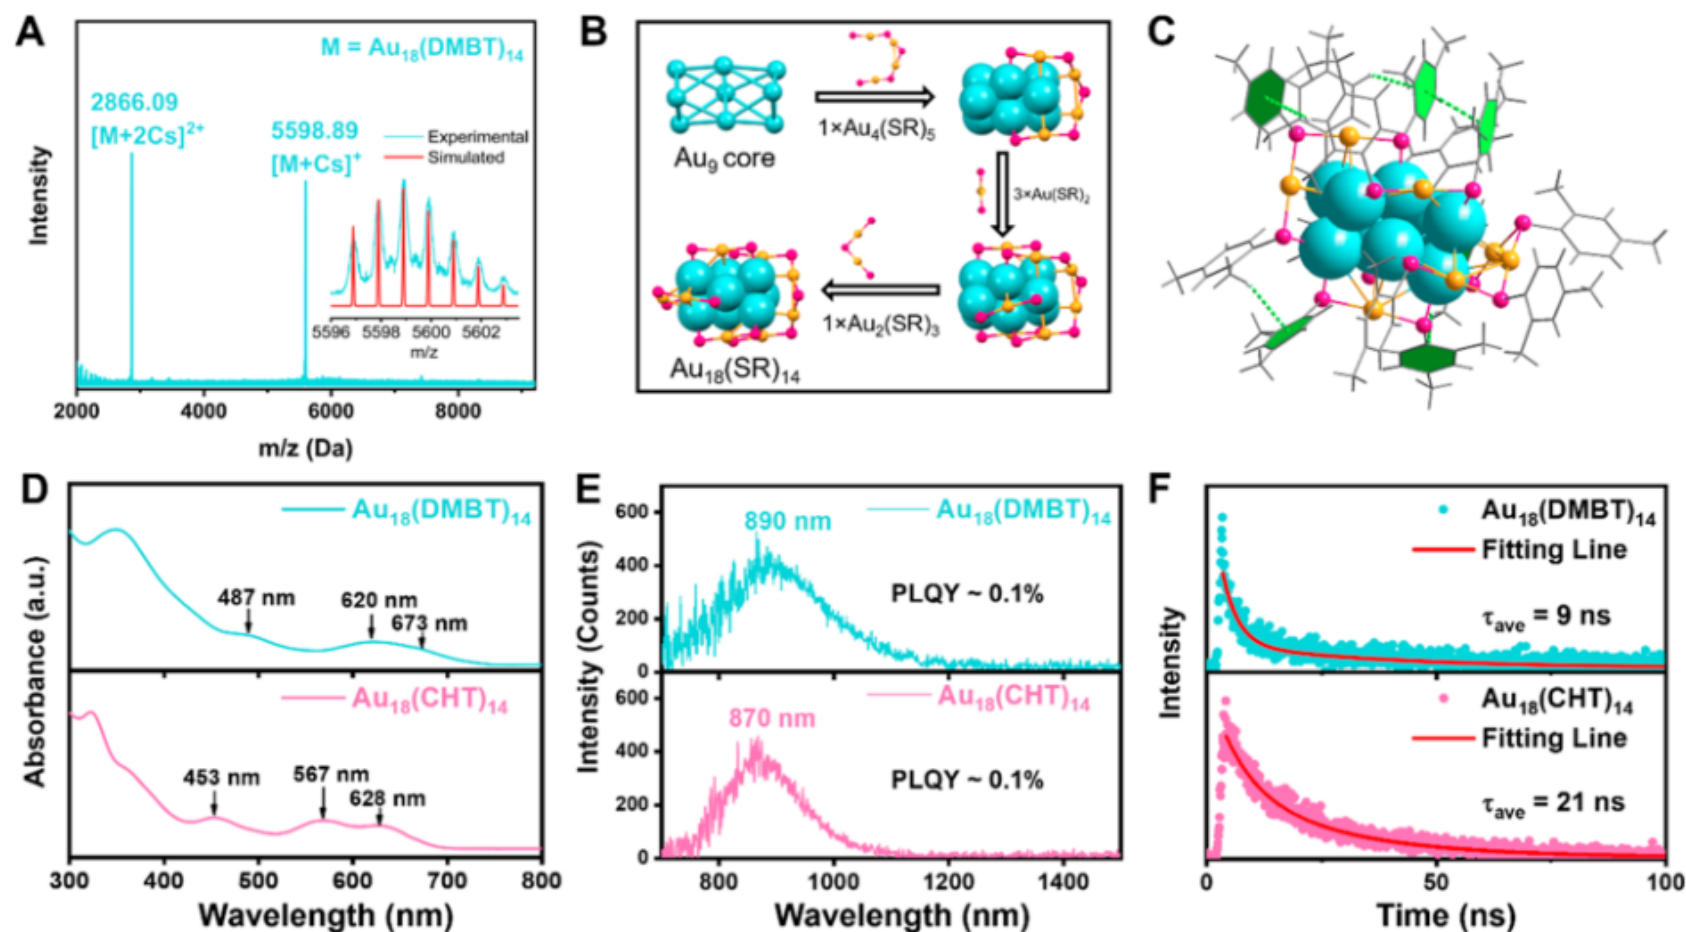 A
M = Au18(DMBT)14
2866.09
[M+2Cs]2+
5598.89
[M+Cs]+
Experimental
Simulated
5596 5598 5600 5602
m/z
Intensity
2000 4000 6000 8000
m/z (Da)
B
Au9 core
1×Au4(SR)5
3×Au(SR)2
1×Au2(SR)3
Au18(SR)14
C
D
Au18(DMBT)14
487 nm
620 nm
673 nm
Au18(CHT)14
453 nm
567 nm
628 nm
Absorbance (a.u.)
300 400 500 600 700 800
Wavelength (nm)
E
Au18(DMBT)14
890 nm
PLQY ~ 0.1%
600
400
200
0
Au18(CHT)14
870 nm
PLQY ~ 0.1%
600
400
200
0
Intensity (Counts)
800 1000 1200 1400
Wavelength (nm)
F
Au18(DMBT)14
Fitting Line
τave = 9 ns
Au18(CHT)14
Fitting Line
τave = 21 ns
Intensity
0 50 100
Time (ns)